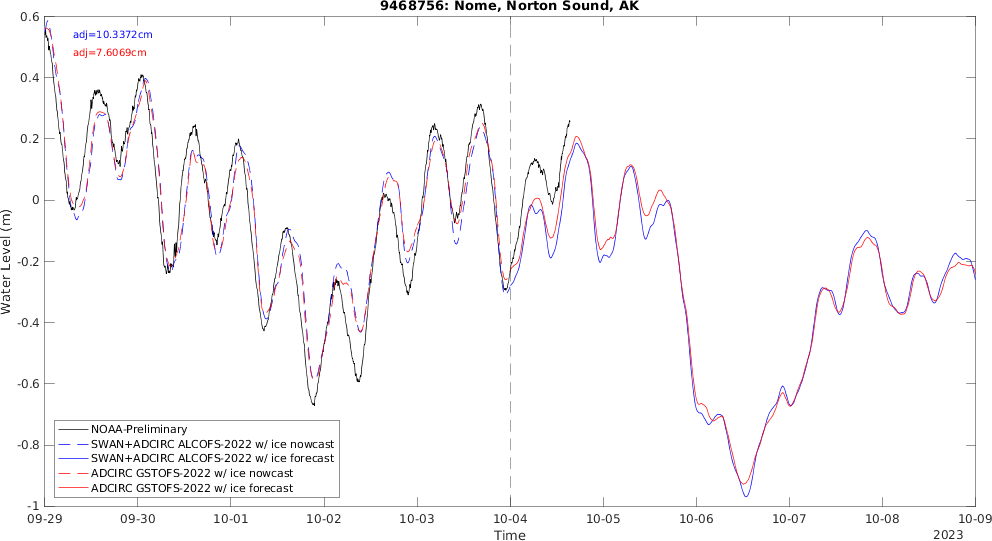 9468756: Nome, Norton Sound, AK
adj=10.3372cm
adj=7.6069cm
0.6
0.4
0.2
0
-0.2
-0.4
-0.6
-0.8
-1
Water Level (m)
NOAA-Preliminary
SWAN+ADCIRC ALCOFS-2022 w/ ice nowcast
SWAN+ADCIRC ALCOFS-2022 w/ ice forecast
ADCIRC GSTOFS-2022 w/ ice nowcast
ADCIRC GSTOFS-2022 w/ ice forecast
09-29 09-30 10-01 10-02 10-03 10-04 10-05 10-06 10-07 10-08 10-09
Time
2023